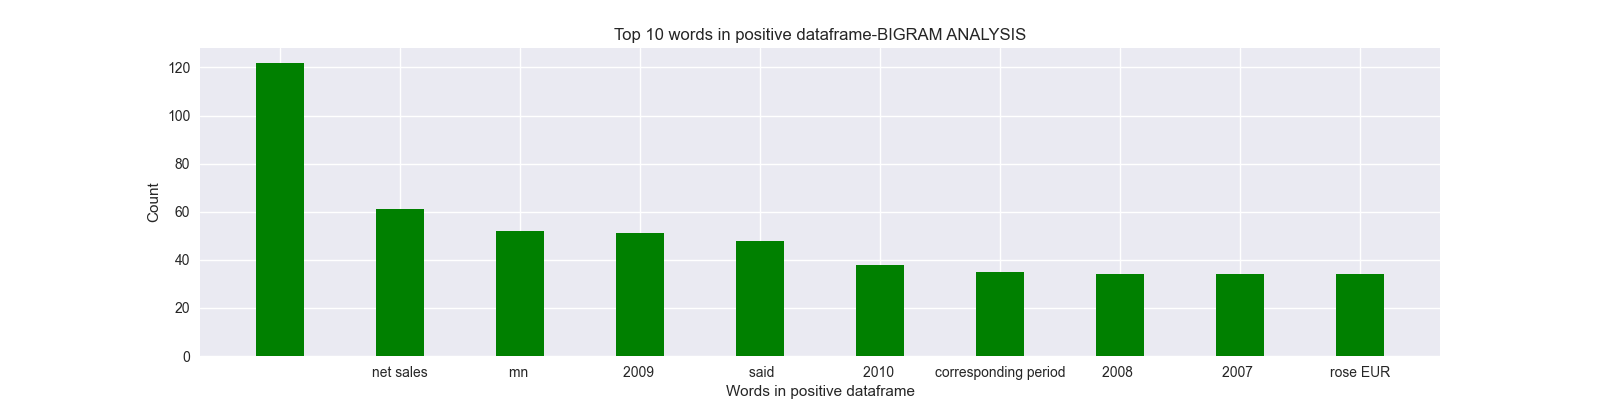 Top 10 words in positive dataframe-BIGRAM ANALYSIS
120
100
80
60
40
20
0
Count
net sales mn 2009 said 2010 corresponding period 2008 2007 rose EUR
Words in positive dataframe